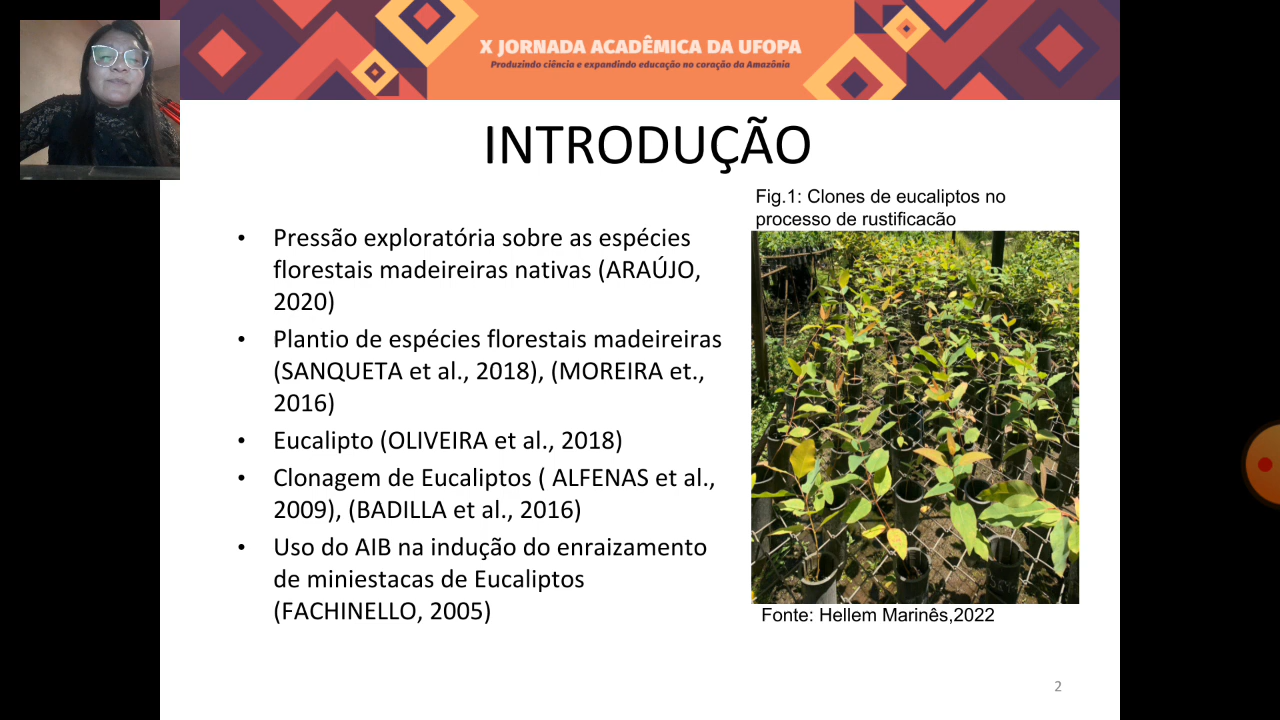 X JORNADA ACADÊMICA DA UFOPA
Produzindo ciência e expandindo educação no coração da Amazônia
INTRODUÇÃO
Fig.1: Clones de eucaliptos no
processo de rustificacão
• Pressão exploratória sobre as espécies
florestais madeireiras nativas (ARAÚJO,
2020)
• Plantio de espécies florestais madeireiras
(SANQUETA et al., 2018), (MOREIRA et.,
2016)
• Eucalipto (OLIVEIRA et al., 2018)
• Clonagem de Eucaliptos ( ALFENAS et al.,
2009), (BADILLA et al., 2016)
• Uso do AIB na indução do enraizamento
de miniestacas de Eucaliptos
(FACHINELLO, 2005)
Fonte: Hellem Marinês,2022
2